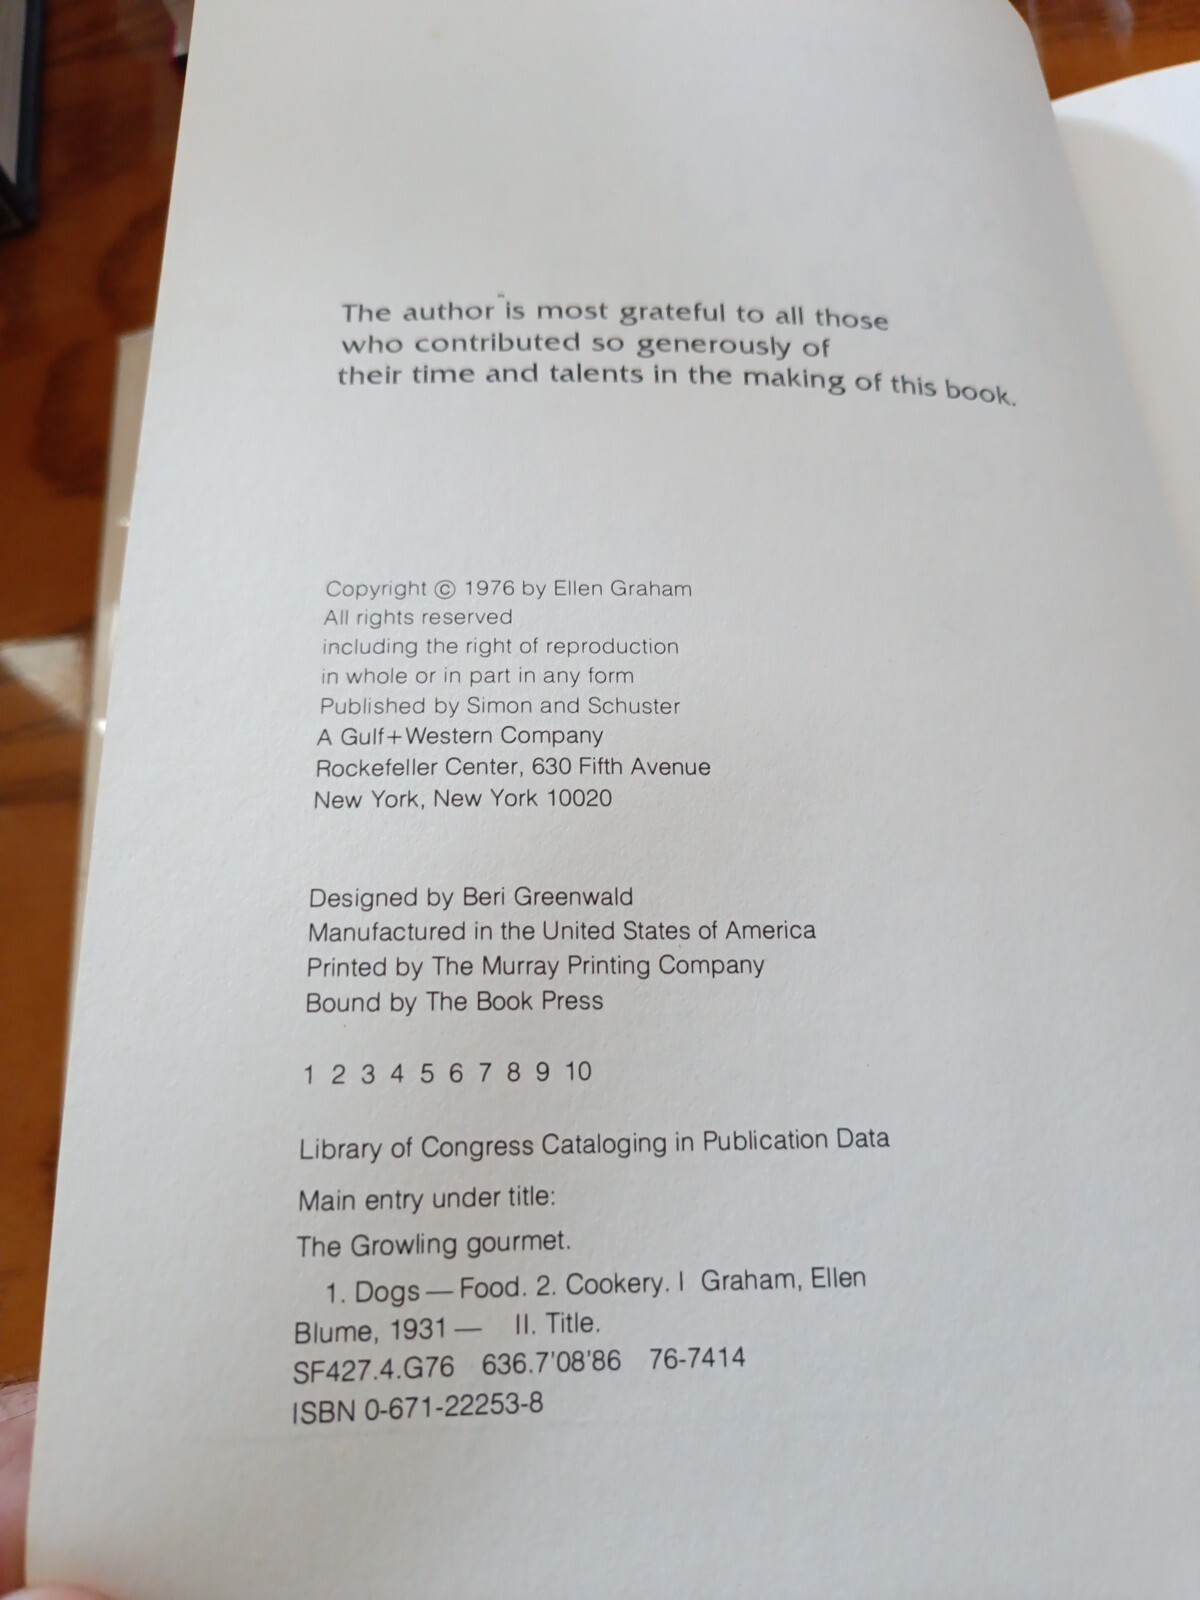 The author is most grateful to all those
who contributed so generously of
their time and talents in the making of this book.
Copyright © 1976 by Ellen Graham
All rights reserved
including the right of reproduction
in whole or in part in any form
Published by Simon and Schuster
A Gulf+Western Company
Rockefeller Center, 630 Fifth Avenue
New York, New York 10020
Designed by Beri Greenwald
Manufactured in the United States of America
Printed by The Murray Printing Company
Bound by The Book Press
1 2 3 4 5 6 7 8 9 10
Library of Congress Cataloging in Publication Data
Main entry under title:
The Growling gourmet.
1. Dogs — Food. 2. Cookery. I Graham, Ellen
Blume, 1931 — II. Title.
SF427.4.G76 636.7'08'86 76-7414
ISBN 0-671-22253-8